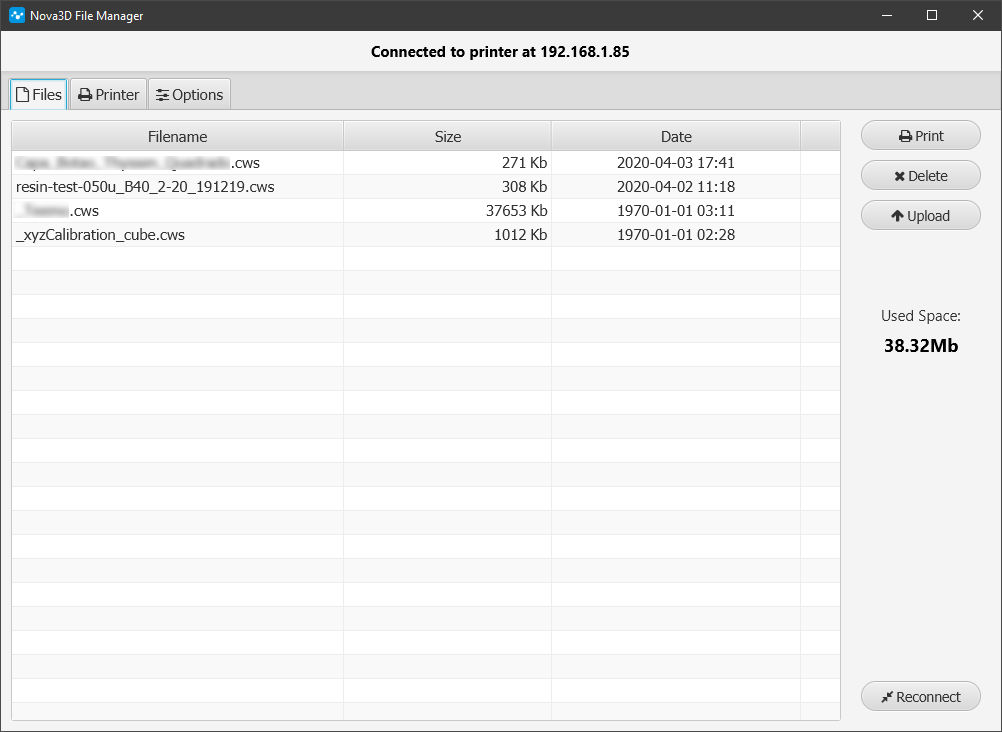 Nova3D File Manager
Connected to printer at 192.168.1.85
Files Printer Options
Filename Size Date
.cws 271 Kb 2020-04-03 17:41
resin-test-050u_B40_2-20_191219.cws 308 Kb 2020-04-02 11:18
.cws 37653 Kb 1970-01-01 03:11
_xyzCalibration_cube.cws 1012 Kb 1970-01-01 02:28
Print
Delete
Upload
Used Space:
38.32Mb
Reconnect